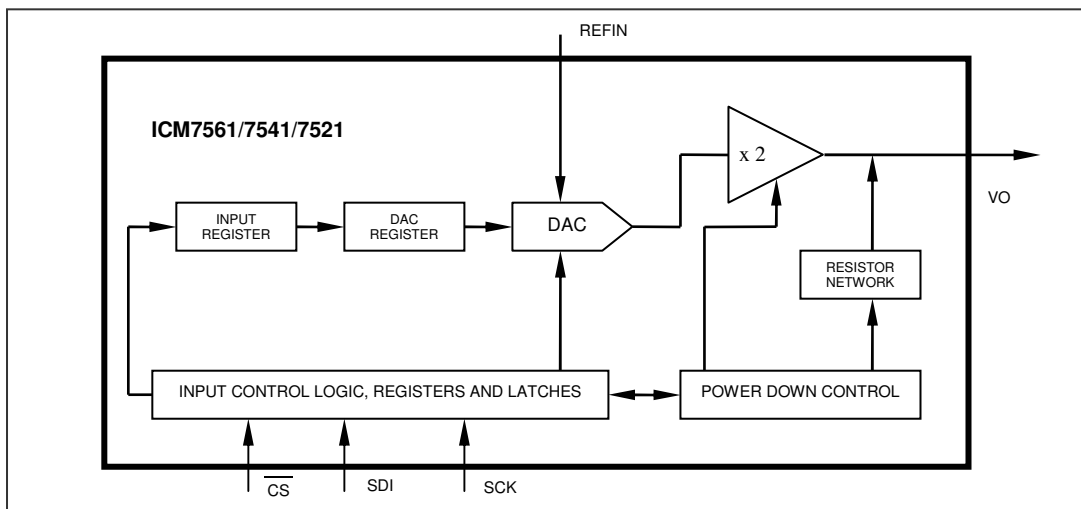 REFIN
ICM7561/7541/7521
x 2
VO
INPUT
REGISTER
DAC
REGISTER
DAC
RESISTOR
NETWORK
INPUT CONTROL LOGIC, REGISTERS AND LATCHES
POWER DOWN CONTROL
CS
SDI
SCK